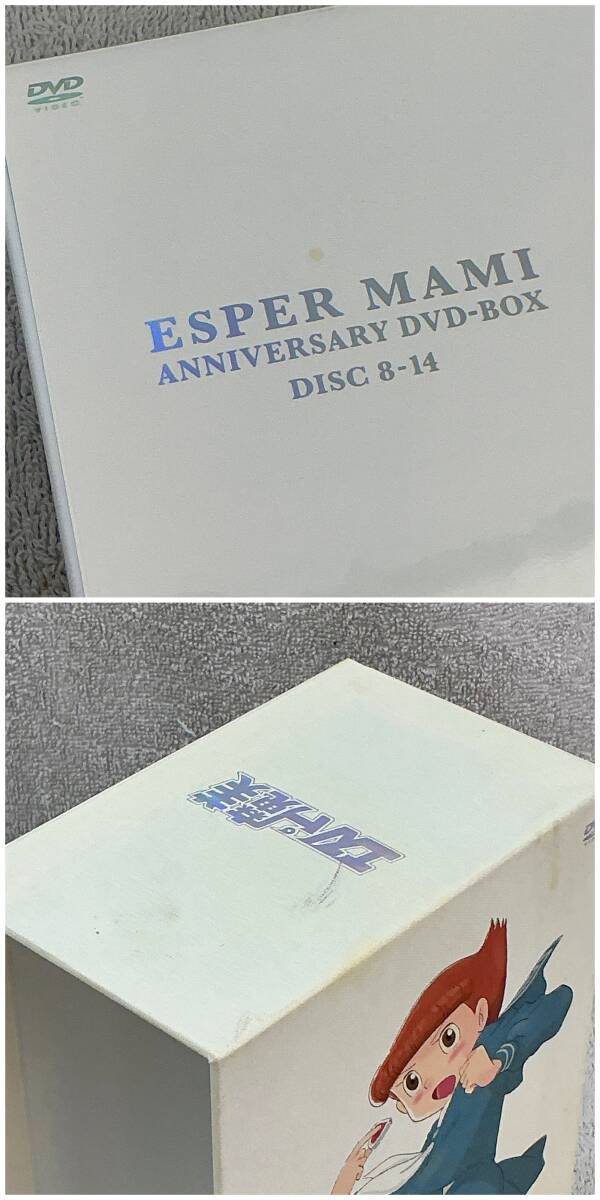 DVD
VIDEO
ESPER MAMI
ANNIVERSARY DVD-BOX
DISC 8-14
エスパー魔美